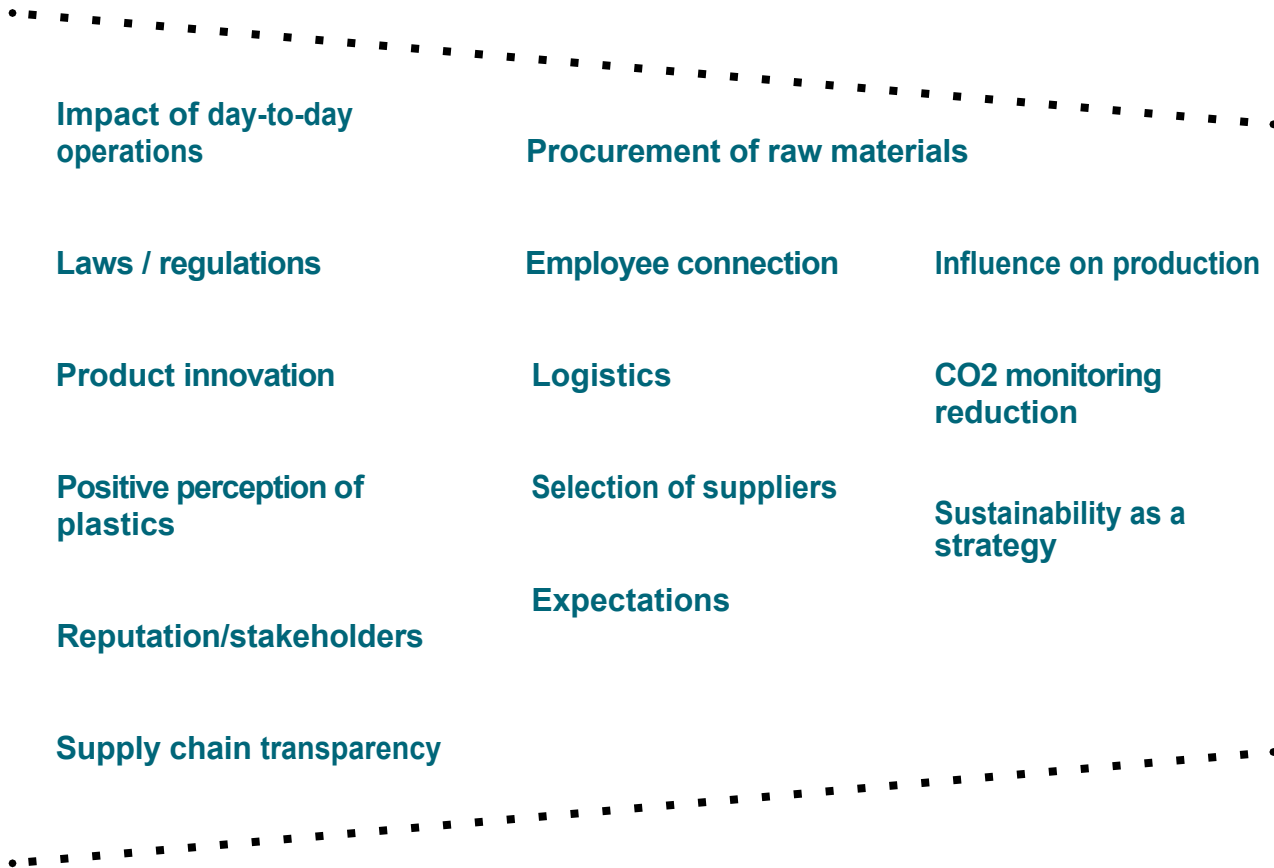 Impact of day-to-day
operations
Laws / regulations
Product innovation
Positive perception of
plastics
Reputation/stakeholders
Supply chain transparency
Procurement of raw materials
Employee connection
Logistics
Selection of suppliers
Expectations
Influence on production
CO2 monitoring
reduction
Sustainability as a
strategy